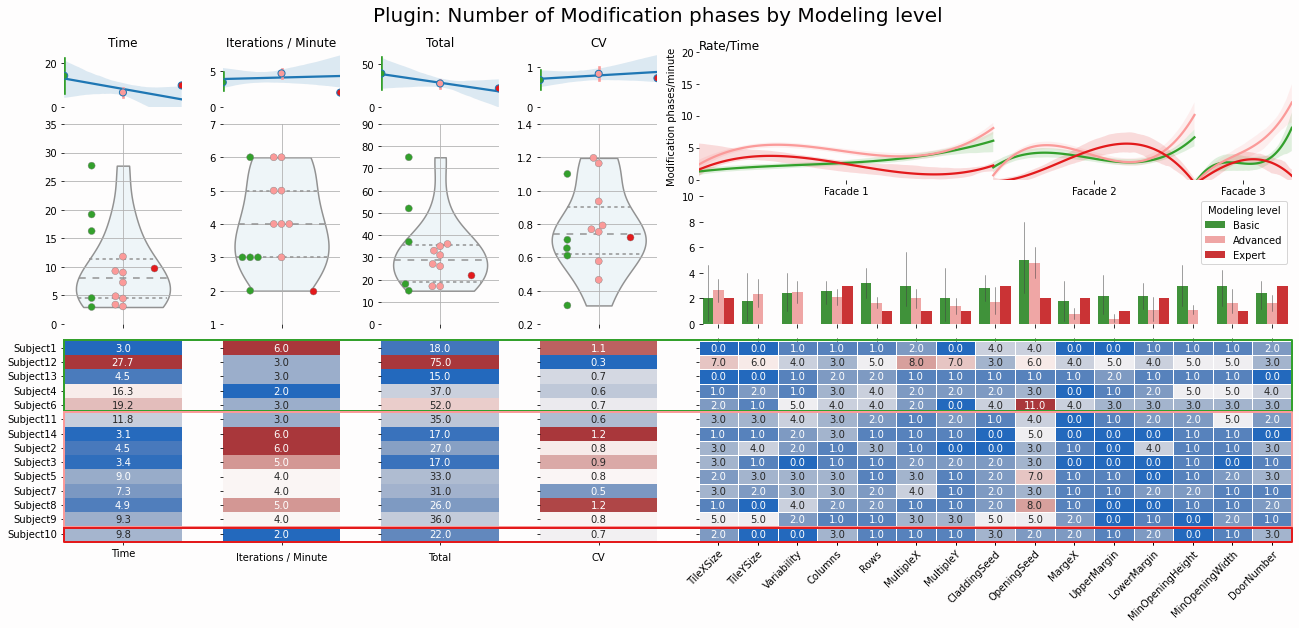 Plugin: Number of Modification phases by Modeling level
Time
Iterations / Minute
Total
CV
Rate/Time
20
0
5
0
50
0
1
0
Modification phases/minute
20
15
10
5
0
Facade 1
Facade 2
Facade 3
35
30
25
20
15
10
5
0
7
6
5
4
3
2
1
90
80
70
60
50
40
30
20
10
0
1.4
1.2
1.0
0.8
0.6
0.4
0.2
10
8
6
4
2
0
Modeling level
Basic
Advanced
Expert
Subject1 3.0 6.0 18.0 1.1 0.0 0.0 1.0 1.0 1.0 2.0 0.0 4.0 4.0 0.0 0.0 1.0 1.0 1.0 2.0
Subject12 27.7 3.0 75.0 0.3 7.0 6.0 4.0 3.0 5.0 8.0 7.0 3.0 6.0 4.0 5.0 4.0 5.0 5.0 3.0
Subject13 4.5 3.0 15.0 0.7 0.0 0.0 1.0 2.0 2.0 1.0 1.0 1.0 1.0 1.0 2.0 1.0 1.0 1.0 0.0
Subject4 16.3 2.0 37.0 0.6 1.0 2.0 1.0 3.0 4.0 2.0 2.0 2.0 3.0 0.0 1.0 2.0 5.0 5.0 4.0
Subject6 19.2 3.0 52.0 0.7 2.0 1.0 5.0 4.0 4.0 2.0 0.0 4.0 11.0 4.0 3.0 3.0 3.0 3.0 3.0
Subject11 11.8 3.0 35.0 0.6 3.0 3.0 4.0 3.0 2.0 1.0 1.0 2.0 4.0 0.0 0.0 1.0 2.0 5.0 2.0
Subject14 3.1 6.0 17.0 1.2 1.0 1.0 2.0 3.0 1.0 1.0 1.0 0.0 5.0 0.0 0.0 1.0 1.0 0.0 0.0
Subject2 4.5 6.0 27.0 0.8 3.0 4.0 2.0 1.0 3.0 1.0 0.0 0.0 3.0 1.0 0.0 4.0 1.0 0.0 3.0
Subject3 3.4 5.0 17.0 0.9 3.0 1.0 0.0 1.0 2.0 1.0 1.0 2.0 3.0 0.0 0.0 0.0 1.0 0.0 1.0
Subject5 9.0 4.0 33.0 0.8 2.0 2.0 3.0 3.0 1.0 3.0 1.0 2.0 7.0 2.0 1.0 0.0 1.0 2.0 3.0
Subject7 7.3 4.0 31.0 0.5 3.0 2.0 3.0 3.0 2.0 4.0 1.0 2.0 3.0 1.0 1.0 2.0 2.0 1.0 1.0
Subject8 4.9 5.0 26.0 1.2 1.0 0.0 4.0 2.0 2.0 1.0 2.0 2.0 8.0 1.0 0.0 0.0 1.0 1.0 1.0
Subject9 9.3 4.0 36.0 0.8 5.0 5.0 2.0 1.0 1.0 3.0 3.0 5.0 5.0 2.0 0.0 1.0 0.0 2.0 1.0
Subject10 9.8 2.0 22.0 0.7 2.0 0.0 0.0 3.0 1.0 1.0 1.0 3.0 2.0 2.0 1.0 2.0 0.0 1.0 3.0
Time
Iterations / Minute
Total
CV
TileXSize
TileYSize
Variability
Columns
Rows
MultipleX
MultipleY
CladdingSeed
OpeningSeed
MargeX
UpperMargin
LowerMargin
MinOpeningHeight
MinOpeningWidth
DoorNumber